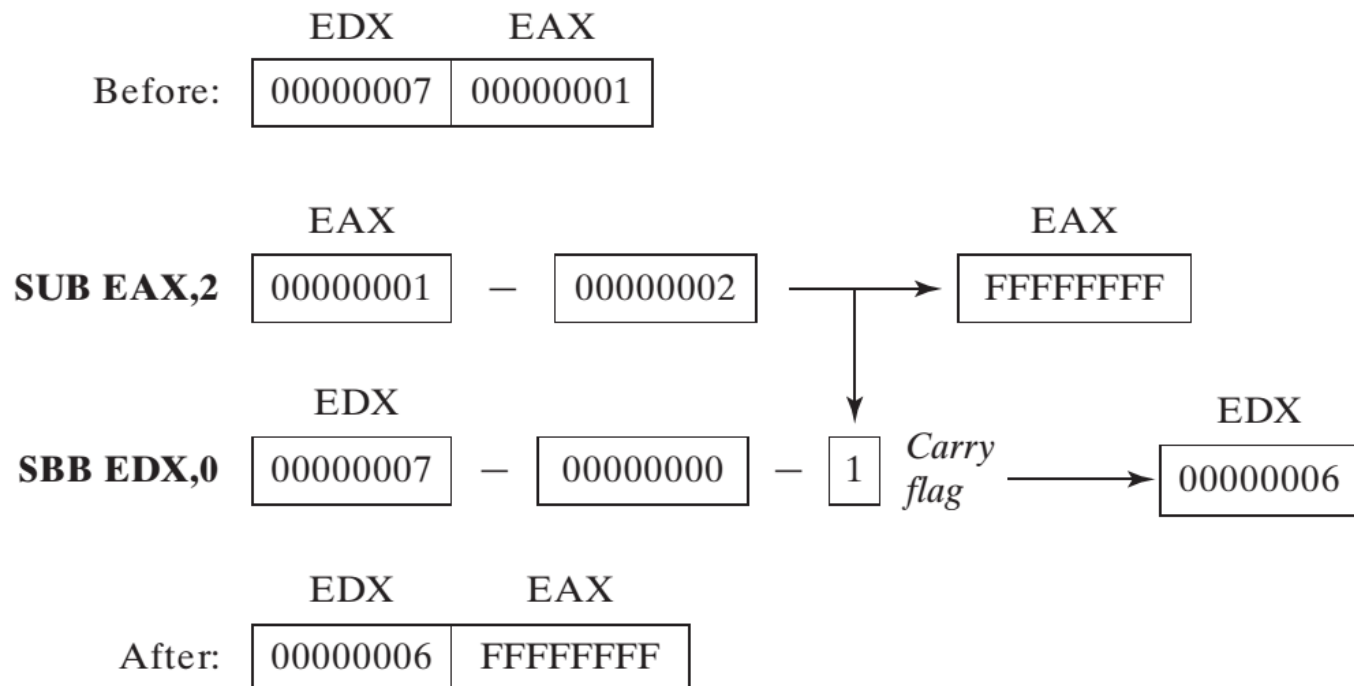 EDX EAX
Before: 00000007 00000001
EAX EAX
SUB EAX,2 00000001 – 00000002 FFFFFFFF
EDX EDX
SBB EDX,0 00000007 – 00000000 – 1 Carry flag 00000006
EDX EAX
After: 00000006 FFFFFFFF